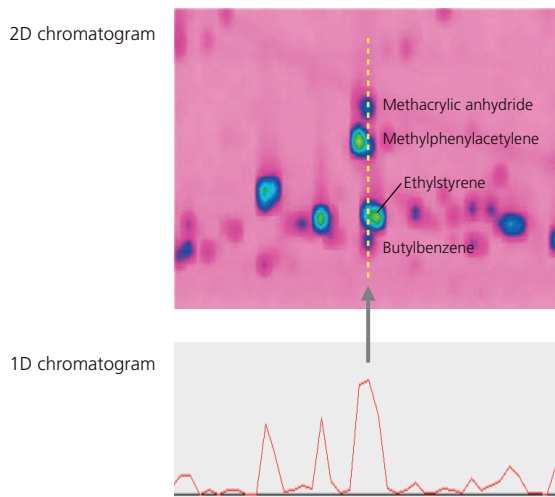 2D chromatogram
Methacrylic anhydride
Methylphenylacetylene
Ethylstyrene
Butylbenzene
1D chromatogram